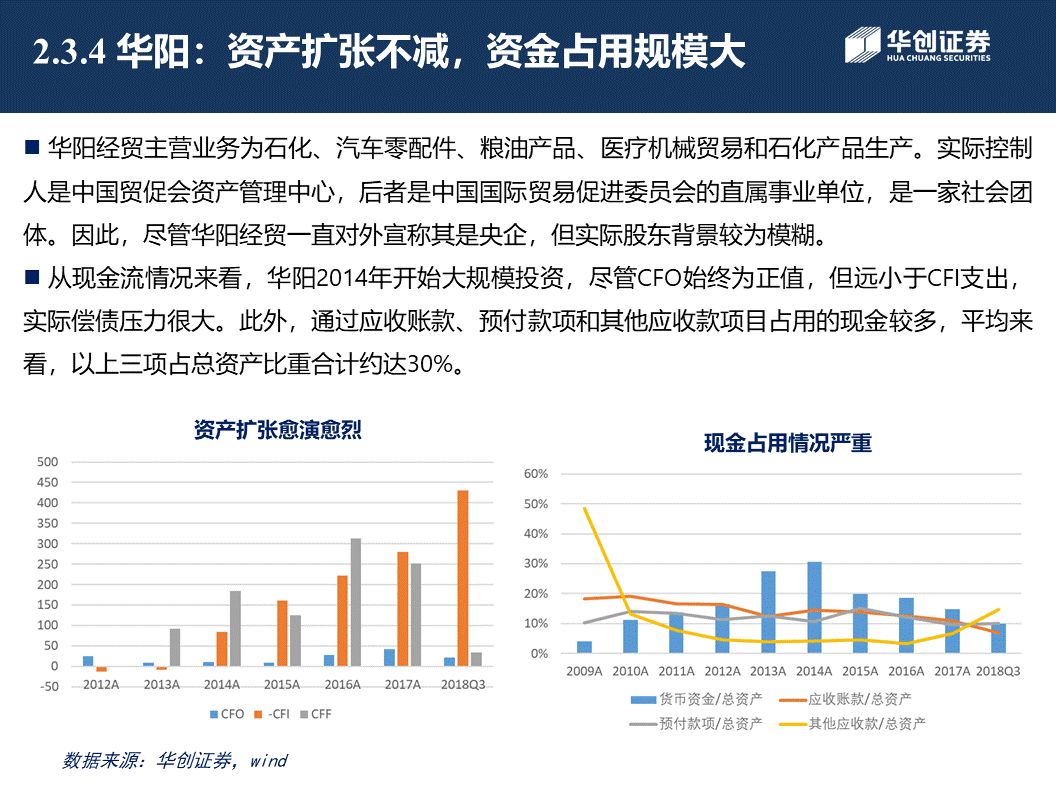 2.3.4 华阳：资产扩张不减，资金占用规模大
华创证券
HUA CHUANG SECURITIES
■ 华阳经贸主营业务为石化、汽车零配件、粮油产品、医疗机械贸易和石化产品生产。实际控制
人是中国贸促会资产管理中心，后者是中国国际贸易促进委员会的直属事业单位，是一家社会团
体。因此，尽管华阳经贸一直对外宣称其是央企，但实际股东背景较为模糊。
■ 从现金流情况来看，华阳2014年开始大规模投资，尽管CFO始终为正值，但远小于CFI支出，
实际偿债压力很大。此外，通过应收账款、预付款项和其他应收款项目占用的现金较多，平均来
看，以上三项占总资产比重合计约达30%。
资产扩张愈演愈烈
500
450
400
350
300
250
200
150
100
50
0
-50
2012A 2013A 2014A 2015A 2016A 2017A 2018Q3
CFO -CFI CFF
现金占用情况严重
60%
50%
40%
30%
20%
10%
0%
2009A 2010A 2011A 2012A 2013A 2014A 2015A 2016A 2017A 2018Q3
货币资金/总资产 应收账款/总资产
预付款项/总资产 其他应收款/总资产
数据来源：华创证券，wind